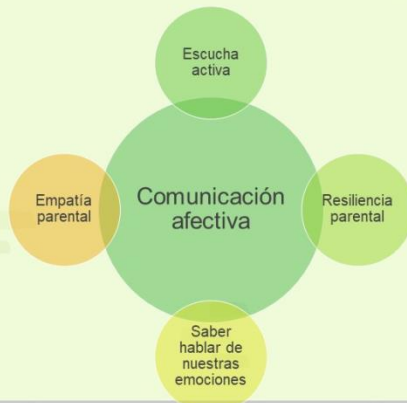 Escucha
activa
Empatía
parental
Comunicación
afectiva
Resiliencia
parental
Saber
hablar de
nuestras
emociones